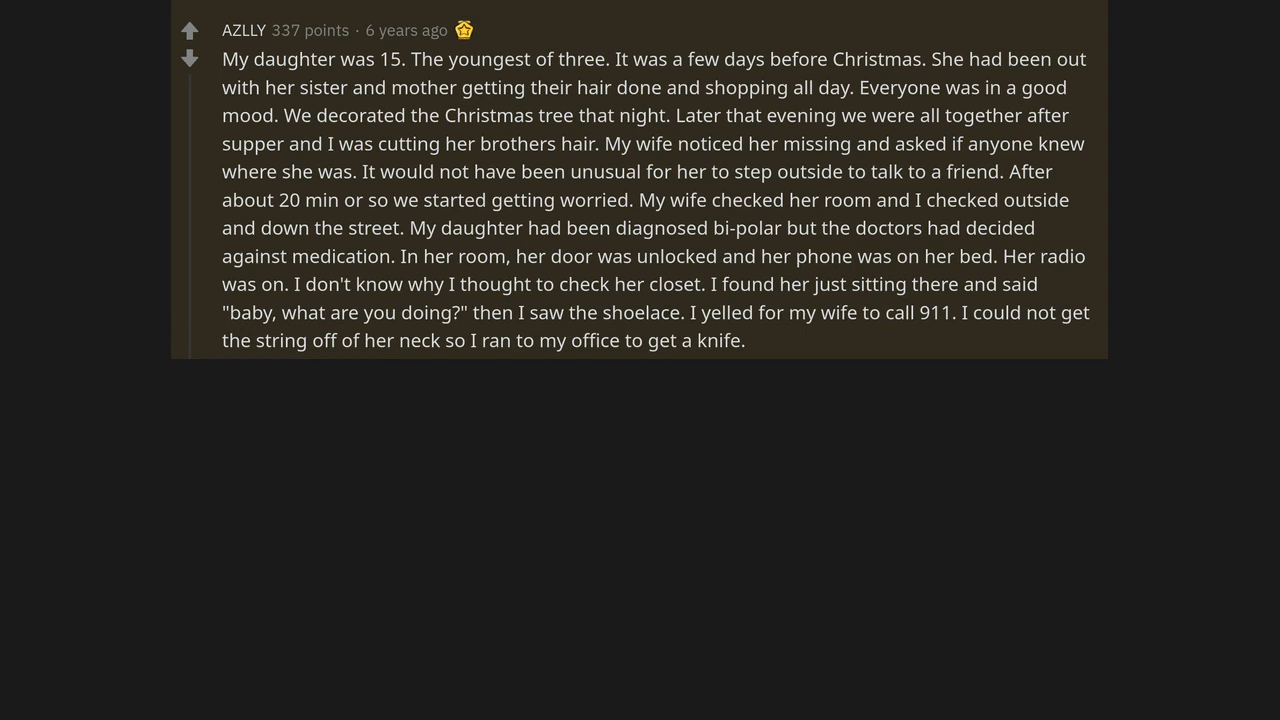 AZLLY 337 points · 6 years ago
My daughter was 15. The youngest of three. It was a few days before Christmas. She had been out
with her sister and mother getting their hair done and shopping all day. Everyone was in a good
mood. We decorated the Christmas tree that night. Later that evening we were all together after
supper and I was cutting her brothers hair. My wife noticed her missing and asked if anyone knew
where she was. It would not have been unusual for her to step outside to talk to a friend. After
about 20 min or so we started getting worried. My wife checked her room and I checked outside
and down the street. My daughter had been diagnosed bi-polar but the doctors had decided
against medication. In her room, her door was unlocked and her phone was on her bed. Her radio
was on. I don't know why I thought to check her closet. I found her just sitting there and said
"baby, what are you doing?" then I saw the shoelace. I yelled for my wife to call 911. I could not get
the string off of her neck so I ran to my office to get a knife.